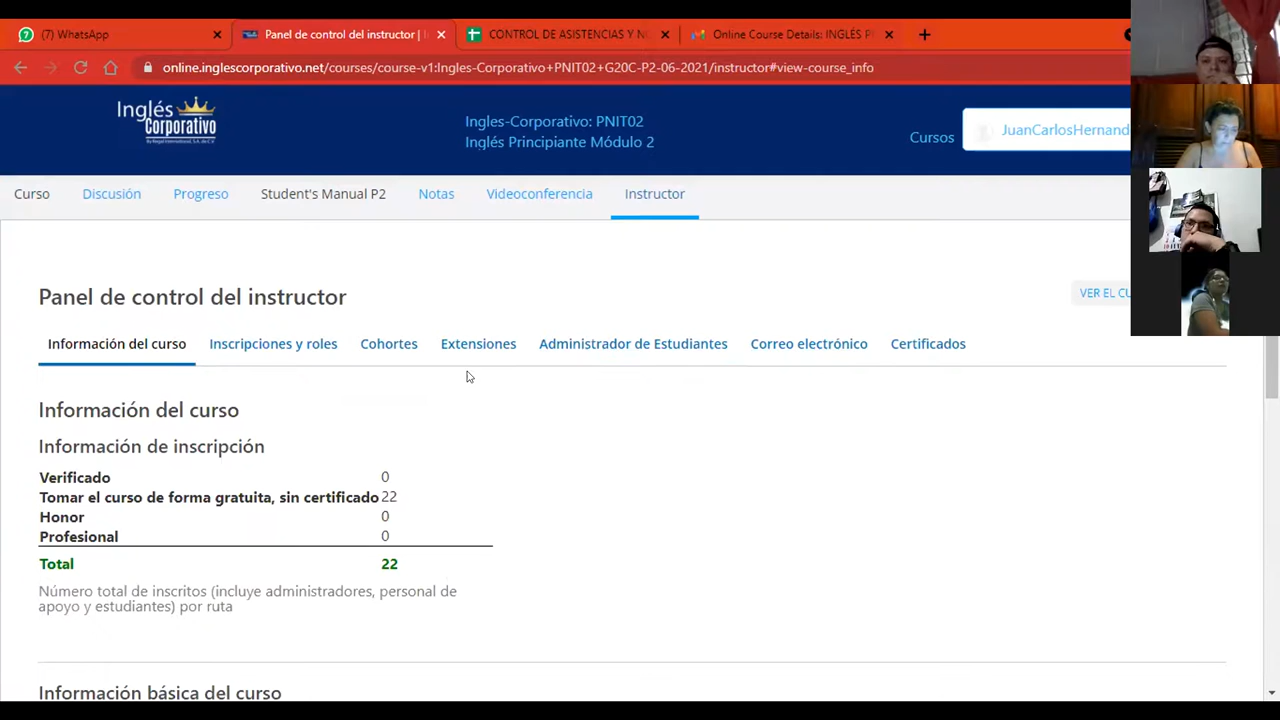 (7) WhatsApp
Panel de control del instructor |
CONTROL DE ASISTENCIAS Y N
Online Course Details: INGLÉS P
online.inglescorporativo.net/courses/course-v1:Ingles-Corporativo+PNIT02+G20C-P2-06-2021/instructor#view-course_info
Inglés
Corporativo
Ingles-Corporativo: PNIT02
Inglés Principiante Módulo 2
Cursos
JuanCarlosHernand
Curso
Discusión
Progreso
Student's Manual P2
Notas
Videoconferencia
Instructor
Panel de control del instructor
VER EL CU
Información del curso
Inscripciones y roles
Cohortes
Extensiones
Administrador de Estudiantes
Correo electrónico
Certificados
Información del curso
Información de inscripción
Verificado 0
Tomar el curso de forma gratuita, sin certificado 22
Honor 0
Profesional 0
Total 22
Número total de inscritos (incluye administradores, personal de
apoyo y estudiantes) por ruta
Información básica del curso